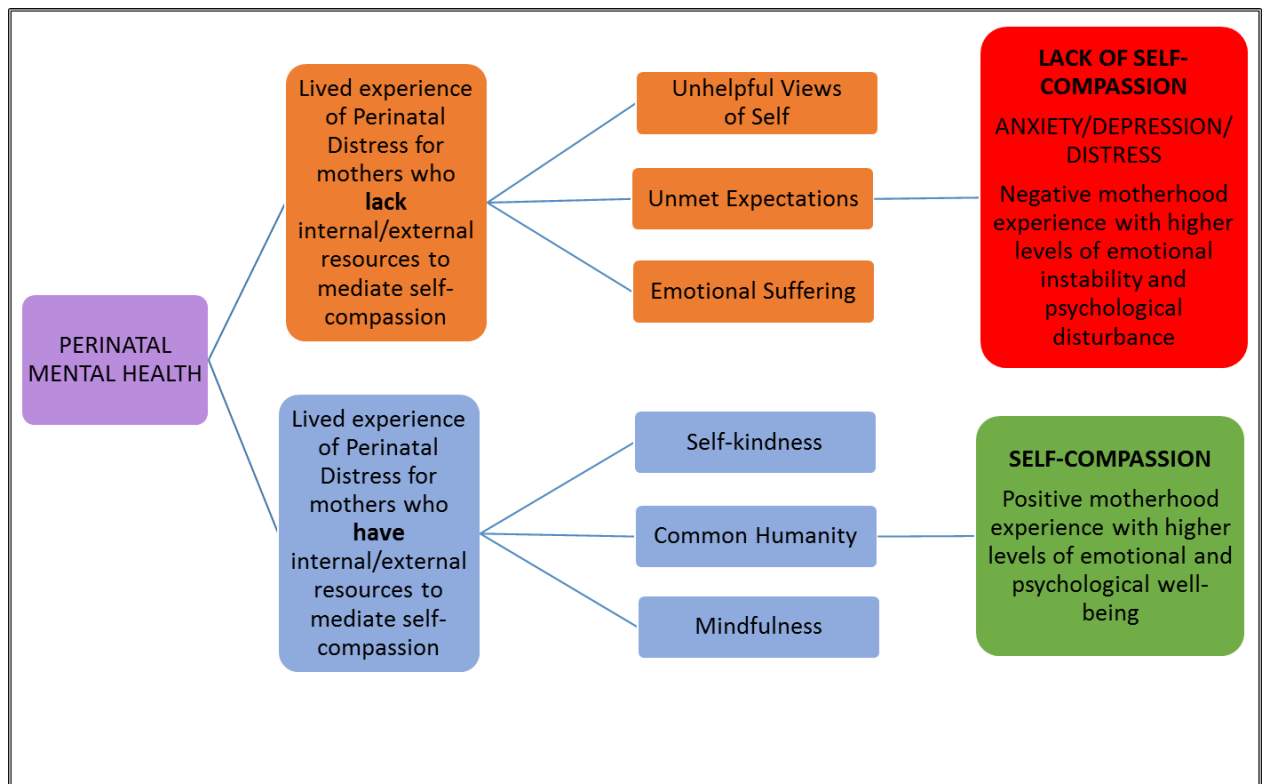 PERINATAL
MENTAL HEALTH
Lived experience
of Perinatal
Distress for
mothers who
lack
internal/external
resources to
mediate self-
compassion
Unhelpful Views
of Self
Unmet Expectations
Emotional Suffering
LACK OF SELF-
COMPASSION
ANXIETY/DEPRESSION/
DISTRESS
Negative motherhood
experience with higher
levels of emotional
instability and
psychological
disturbance
Lived experience
of Perinatal
Distress for
mothers who
have
internal/external
resources to
mediate self-
compassion
Self-kindness
Common Humanity
Mindfulness
SELF-COMPASSION
Positive motherhood
experience with higher
levels of emotional and
psychological well-
being